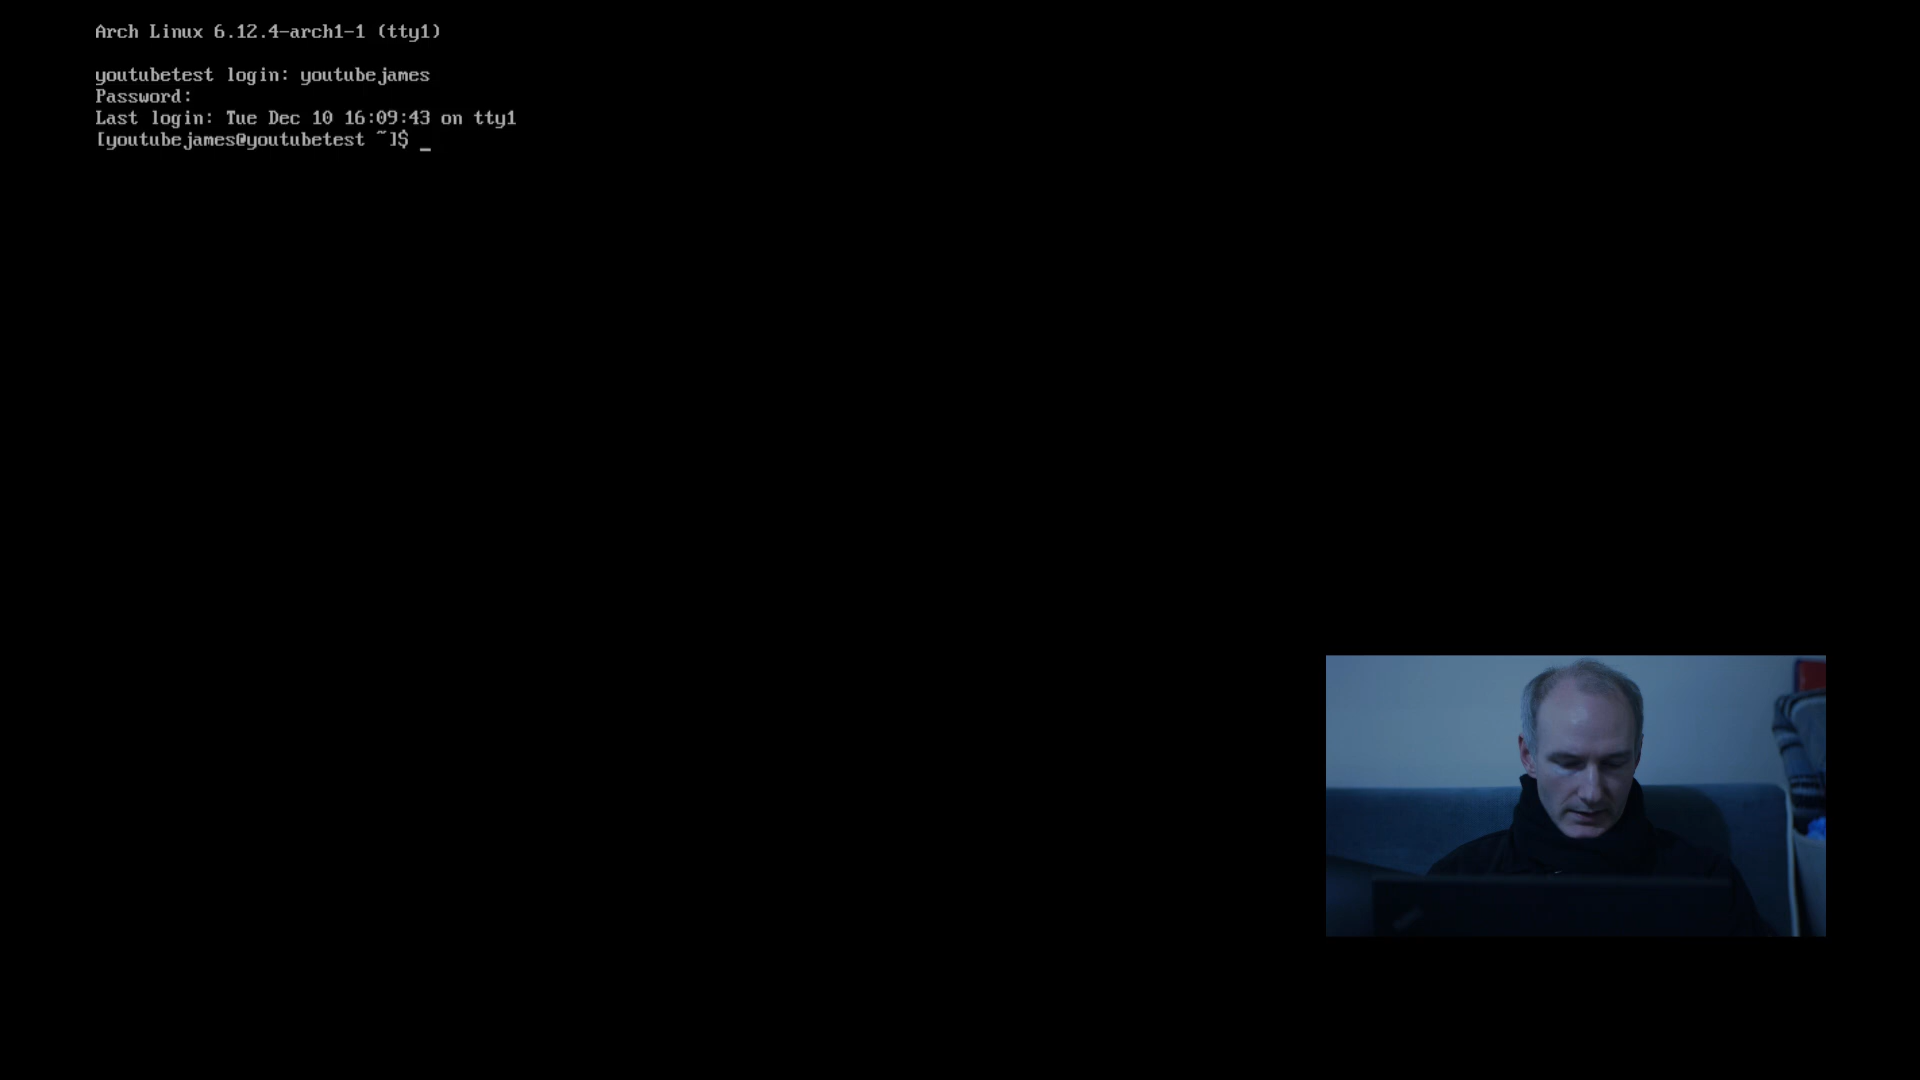 Arch Linux 6.12.4-arch1-1 (tty1)
youtubetest login: youtubejames
Password:
Last login: Tue Dec 10 16:09:43 on tty1
[youtubejames@youtubetest ~]$ _